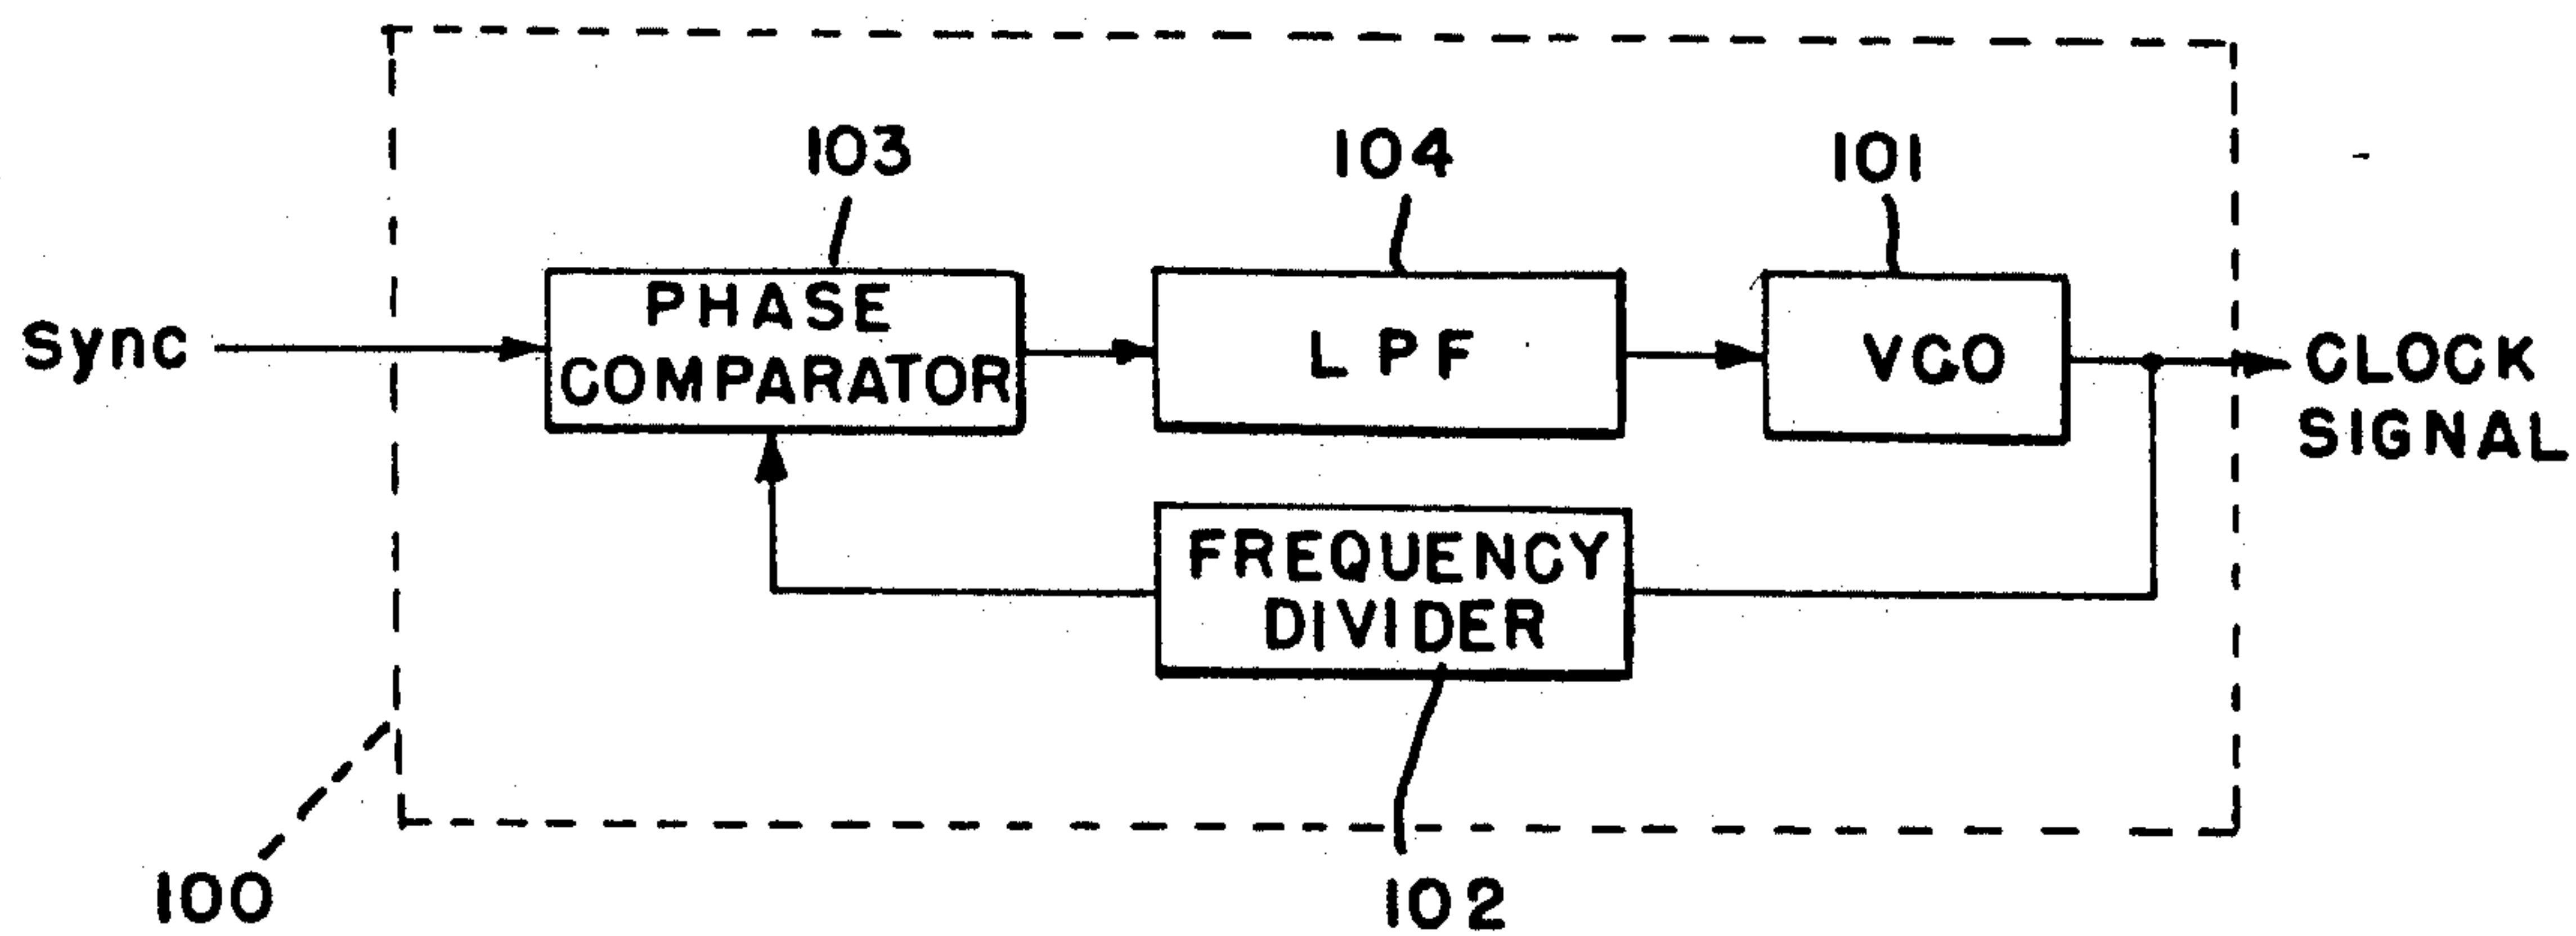 103
104
101
Sync
PHASE
COMPARATOR
LPF
VCO
CLOCK
SIGNAL
FREQUENCY
DIVIDER
100
102